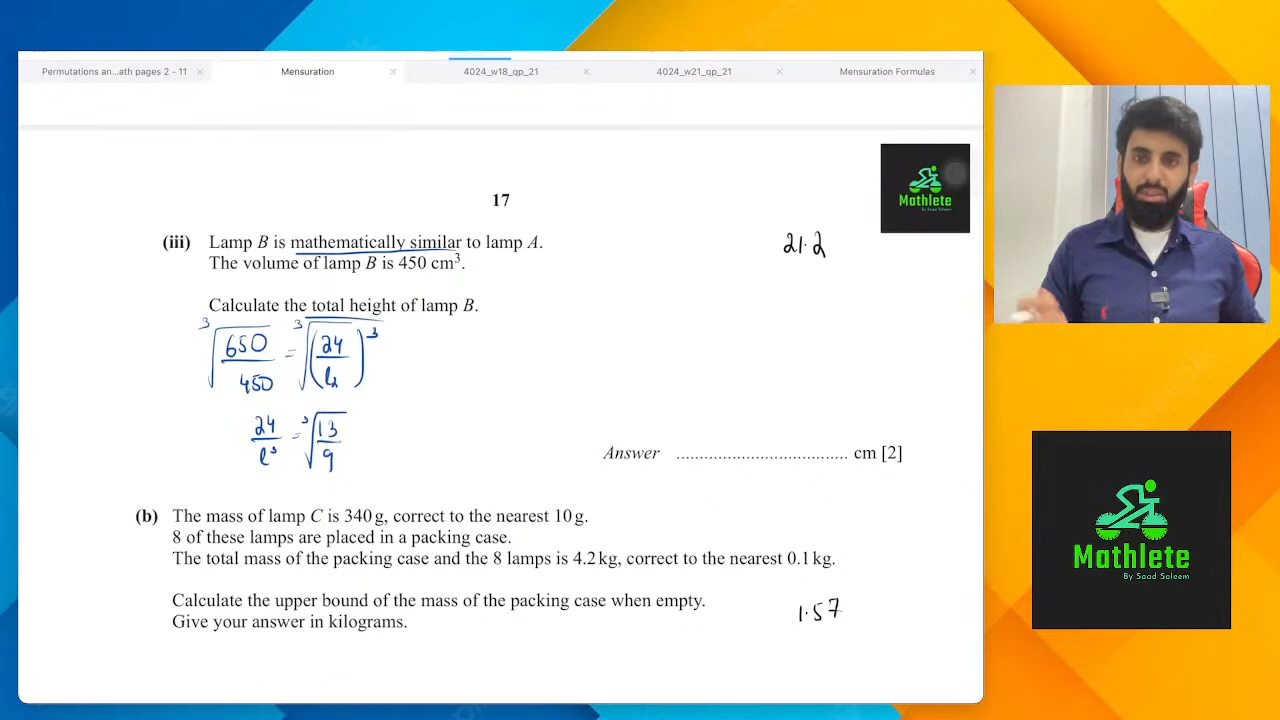 Permutations an...ath pages 2 - 11 ×
Mensuration ×
4024_w18_qp_21 ×
4024_w21_qp_21 ×
Mensuration Formulas ×
17
Mathlete
By Saad Saleem
(iii) Lamp B is mathematically similar to lamp A.
21.2
The volume of lamp B is 450 cm³.
Calculate the total height of lamp B.
³√(650/450) = ³√(24/l₂)³
24/l³ = ³√(13/9)
Answer .................................... cm [2]
(b) The mass of lamp C is 340 g, correct to the nearest 10 g.
8 of these lamps are placed in a packing case.
The total mass of the packing case and the 8 lamps is 4.2 kg, correct to the nearest 0.1 kg.
Calculate the upper bound of the mass of the packing case when empty.
1.57
Give your answer in kilograms.
Mathlete
By Saad Saleem